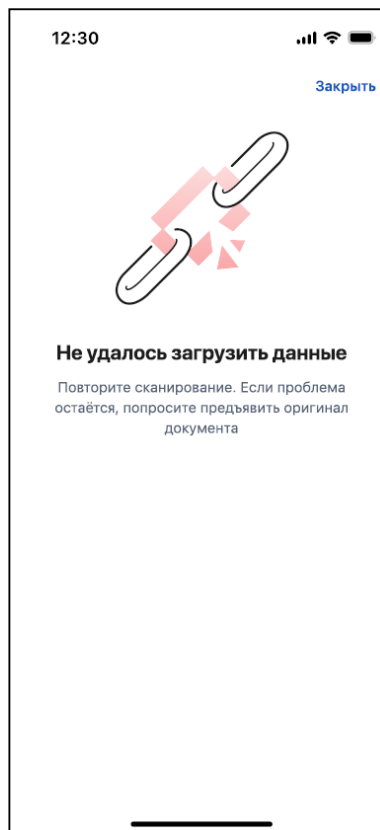 12:30
Закрыть
Не удалось загрузить данные
Повторите сканирование. Если проблема
остаётся, попросите предъявить оригинал
документа